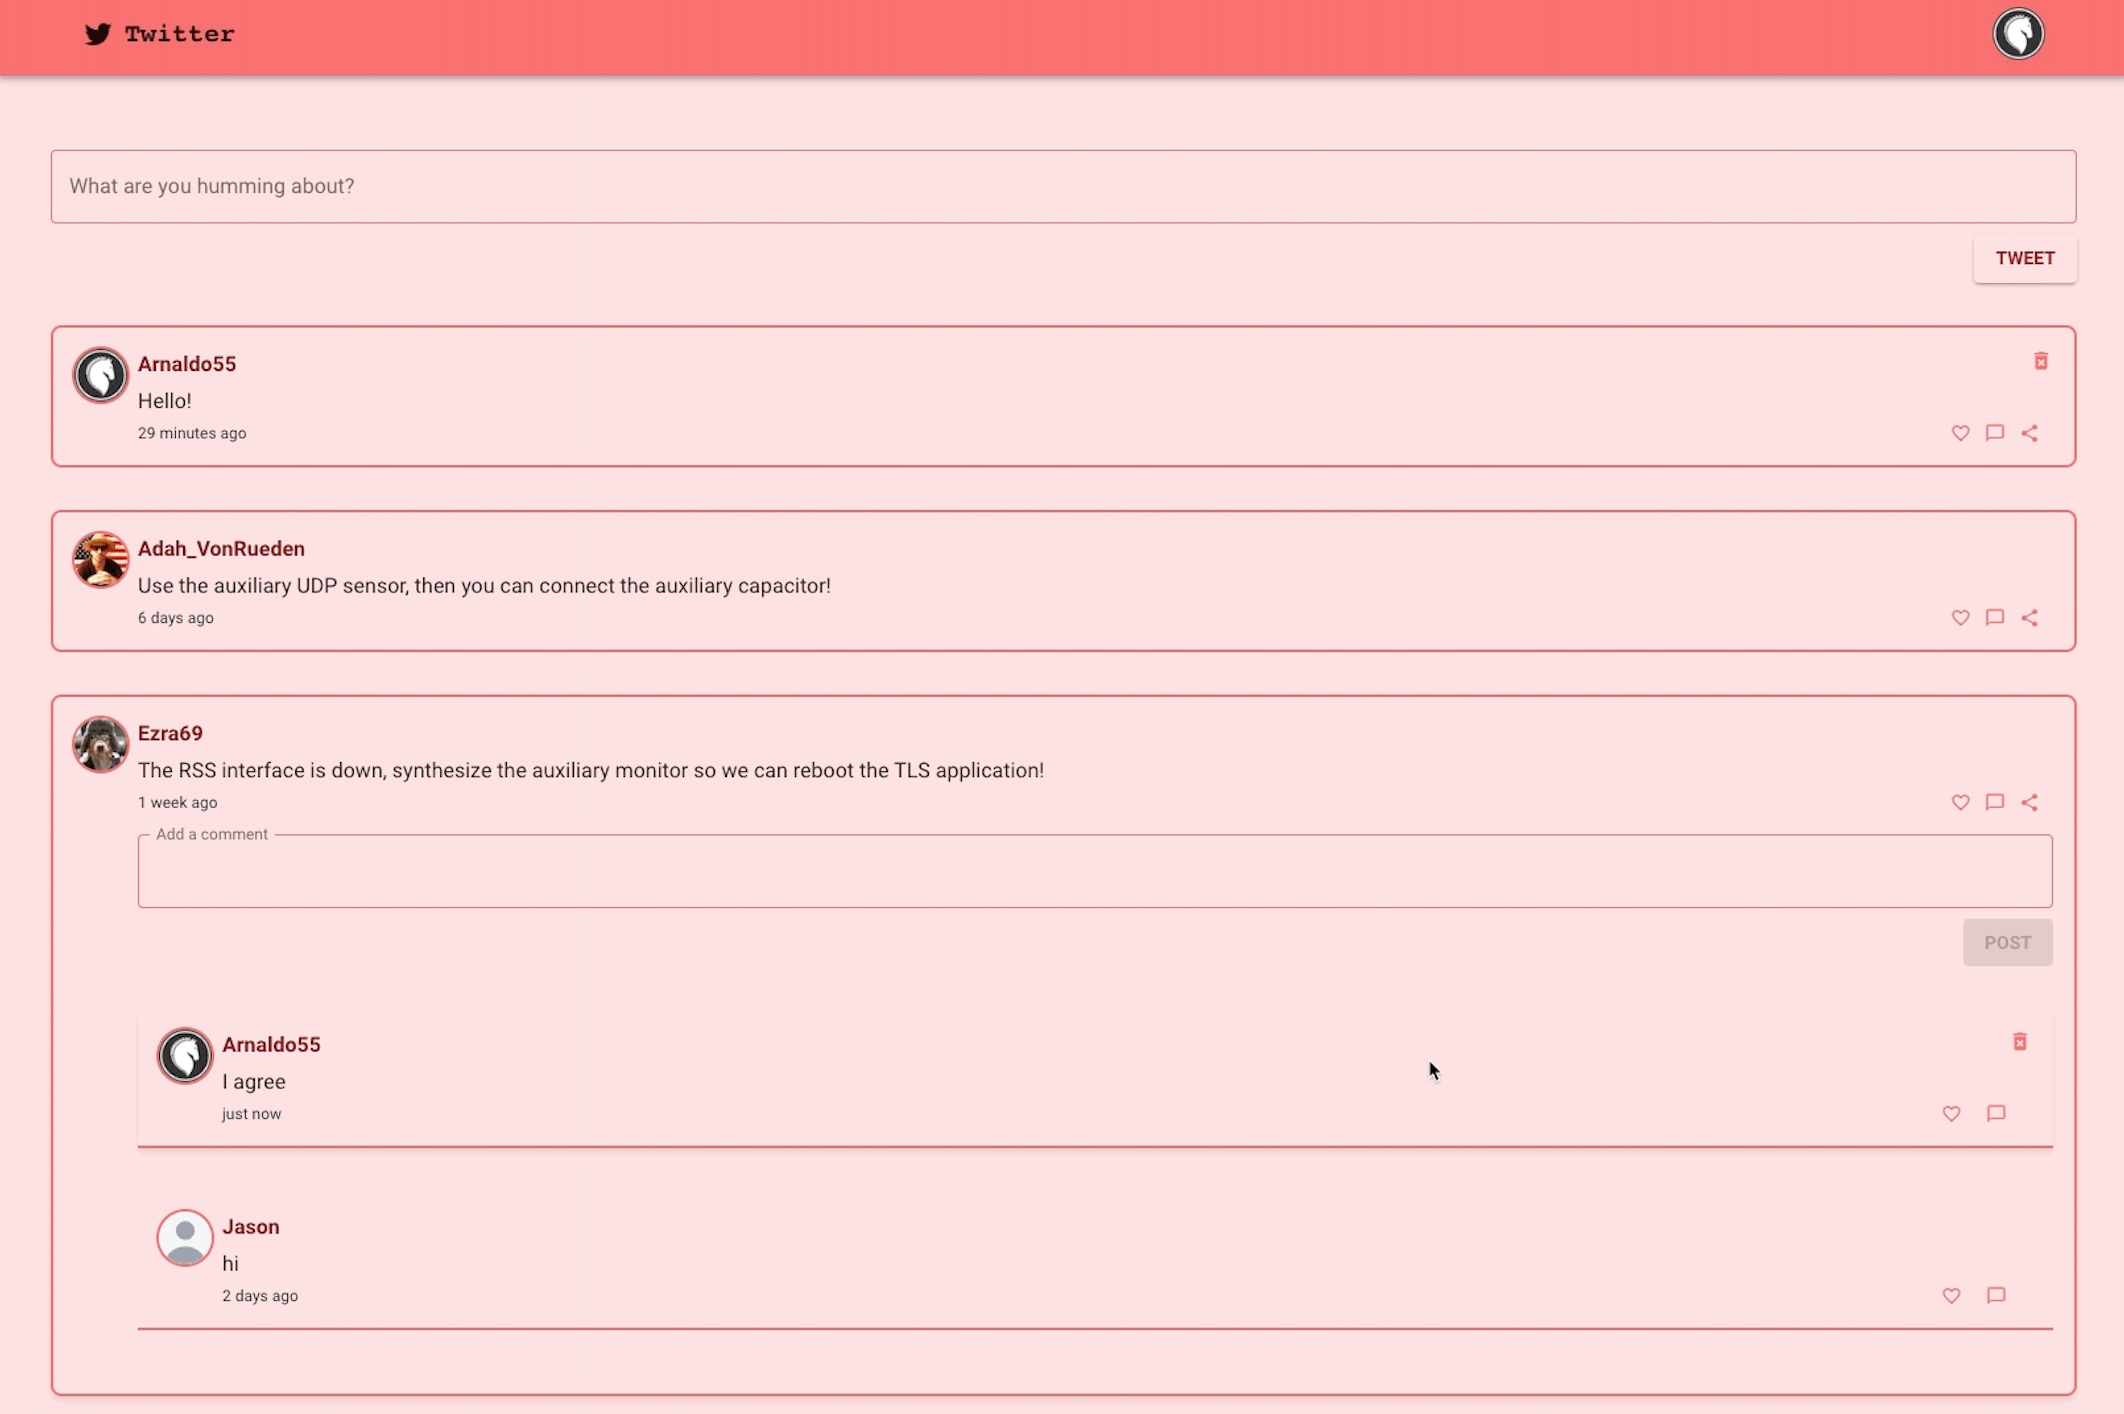 Twitter
What are you humming about?
TWEET
Arnaldo55
Hello!
29 minutes ago
Adah_VonRueden
Use the auxiliary UDP sensor, then you can connect the auxiliary capacitor!
6 days ago
Ezra69
The RSS interface is down, synthesize the auxiliary monitor so we can reboot the TLS application!
1 week ago
Add a comment
POST
Arnaldo55
I agree
just now
Jason
hi
2 days ago